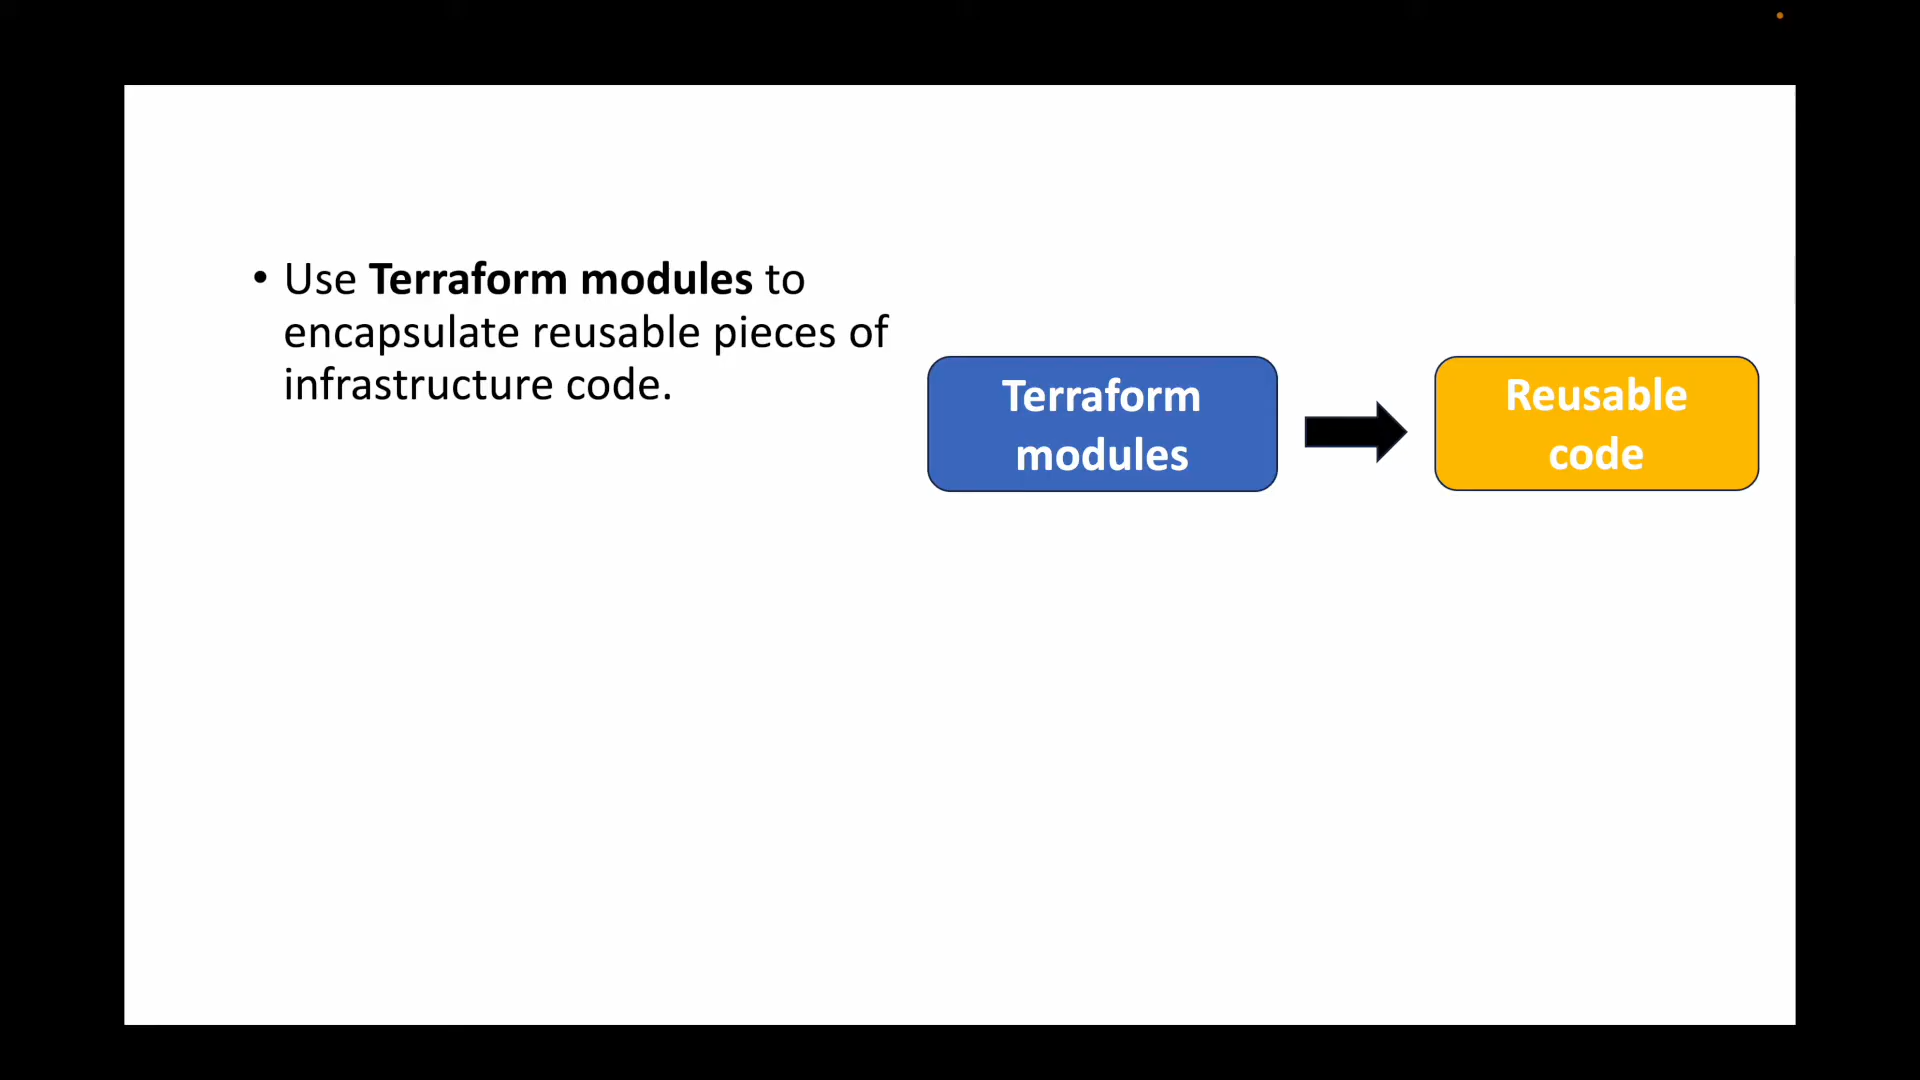 • Use Terraform modules to
encapsulate reusable pieces of
infrastructure code.
Terraform
modules
Reusable
code